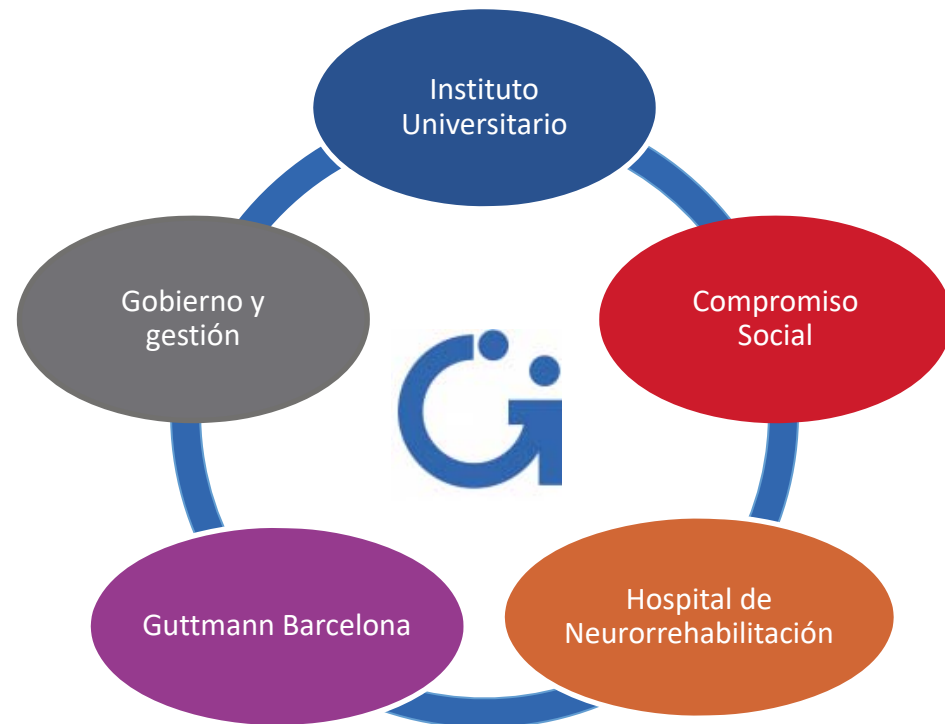 Instituto
Universitario
Compromiso
Social
Hospital de
Neurorrehabilitación
Guttmann Barcelona
Gobierno y
gestión